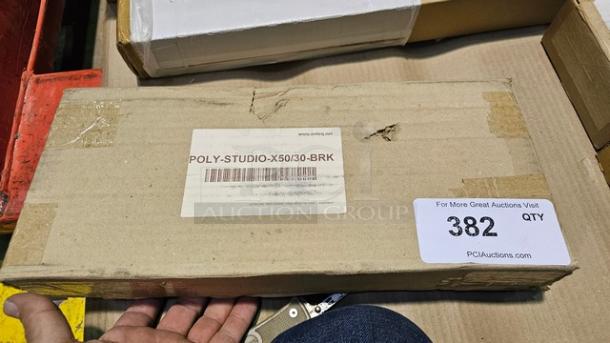 POLY-STUDIO-X50/30-BRK
AUCTION GROUP
For More Great Auctions Visit
382 QTY
PCIAuctions.com